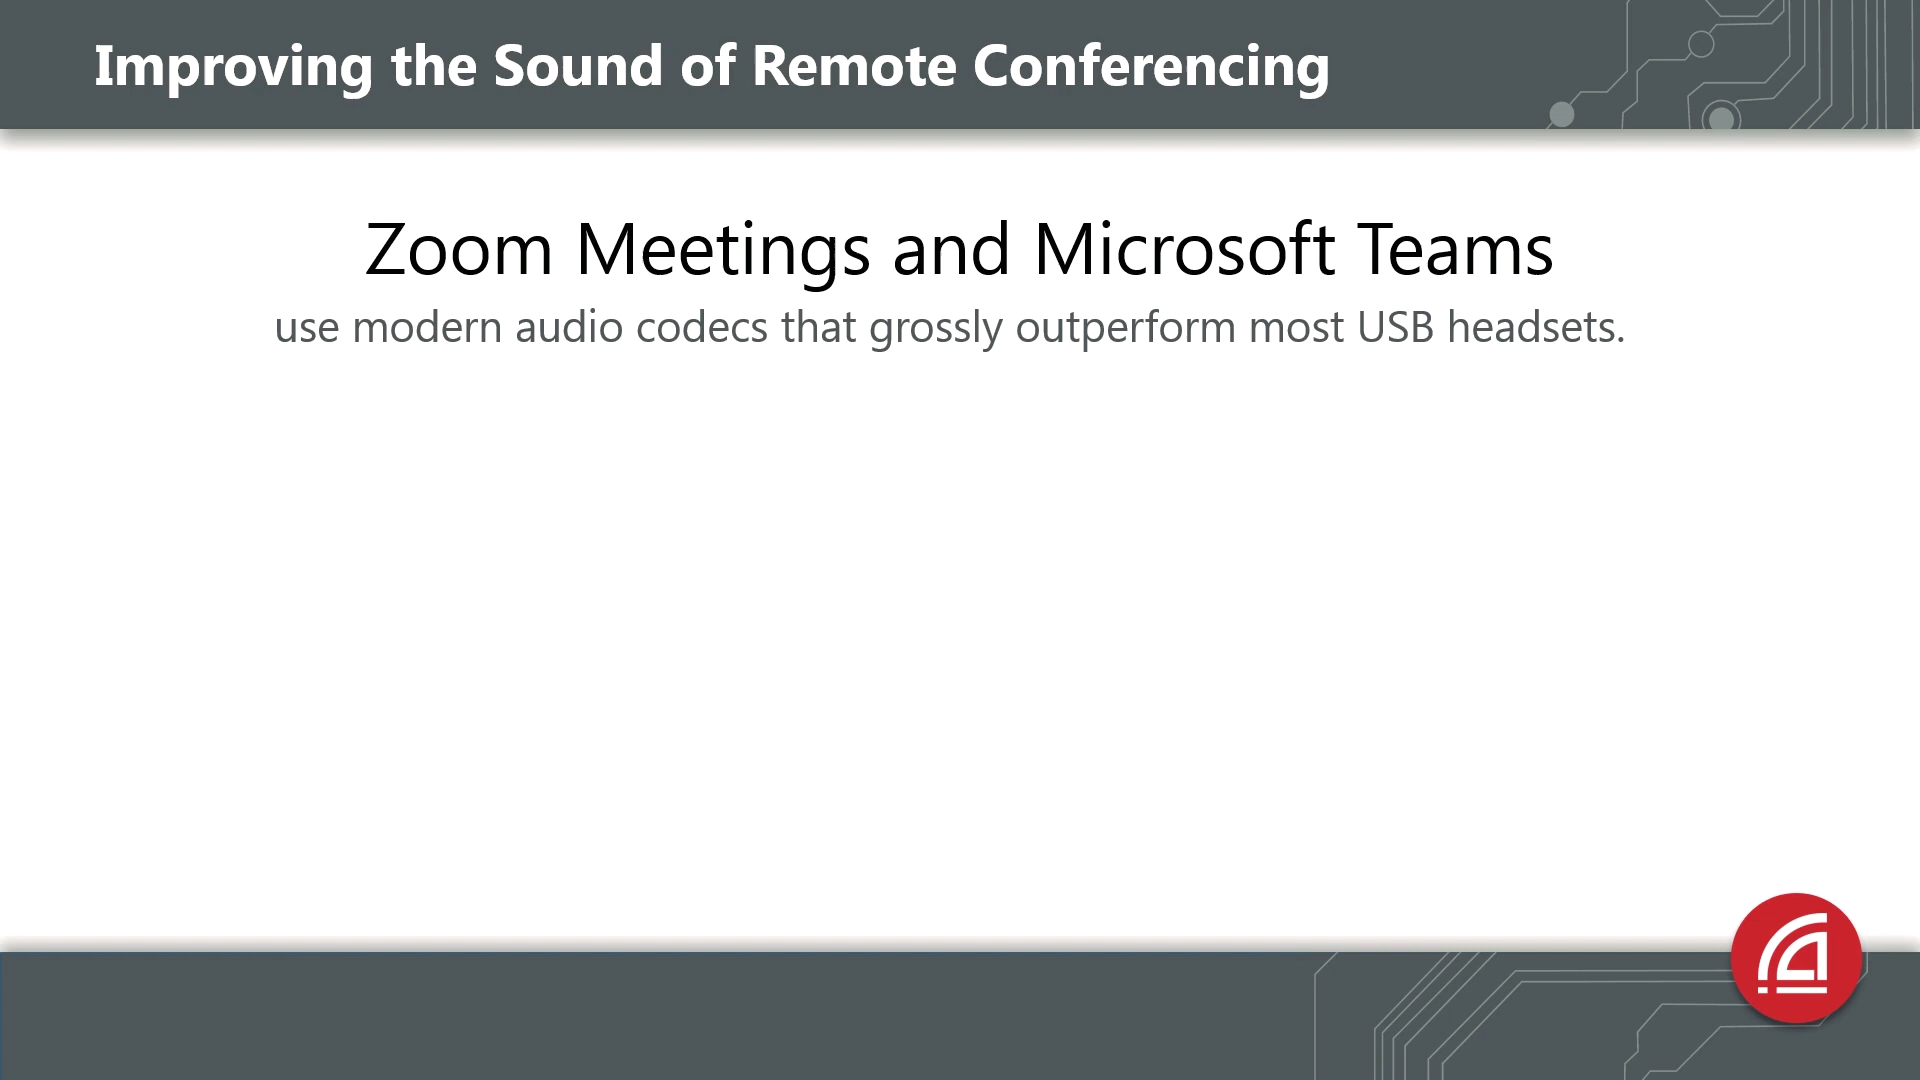 Improving the Sound of Remote Conferencing
Zoom Meetings and Microsoft Teams
use modern audio codecs that grossly outperform most USB headsets.